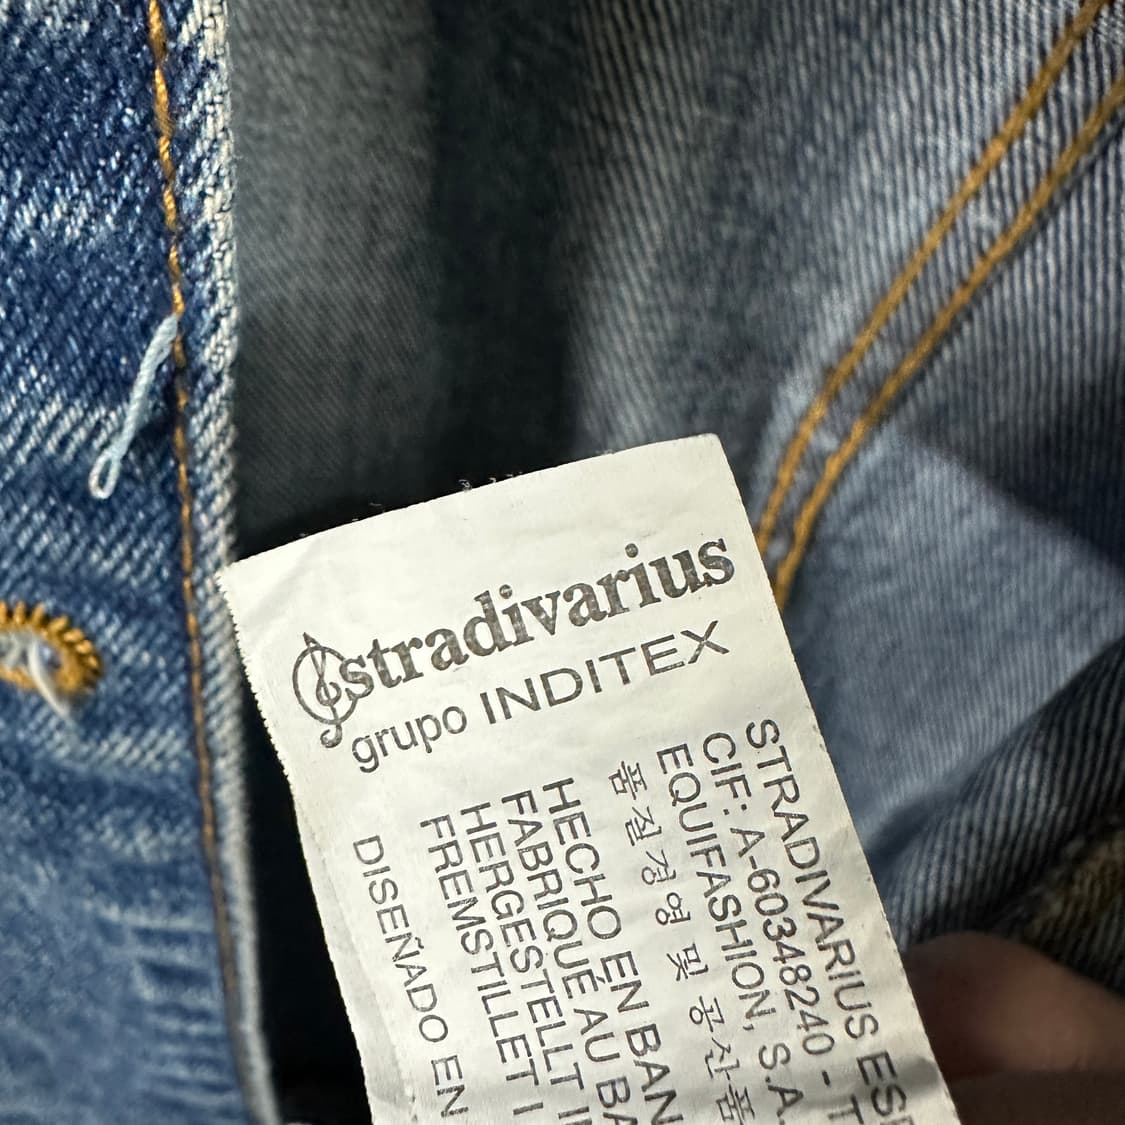 stradivarius
grupo INDITEX
STRADIVARIUS ESP
CIF: A-60348240 - T
EQUIFASHION, S.A.
품질경영 및 공산품
HECHO EN BAN
FABRIQUÉ AU BA
HERGESTELLT I
FREMSTILLET I
DISEÑADO EN